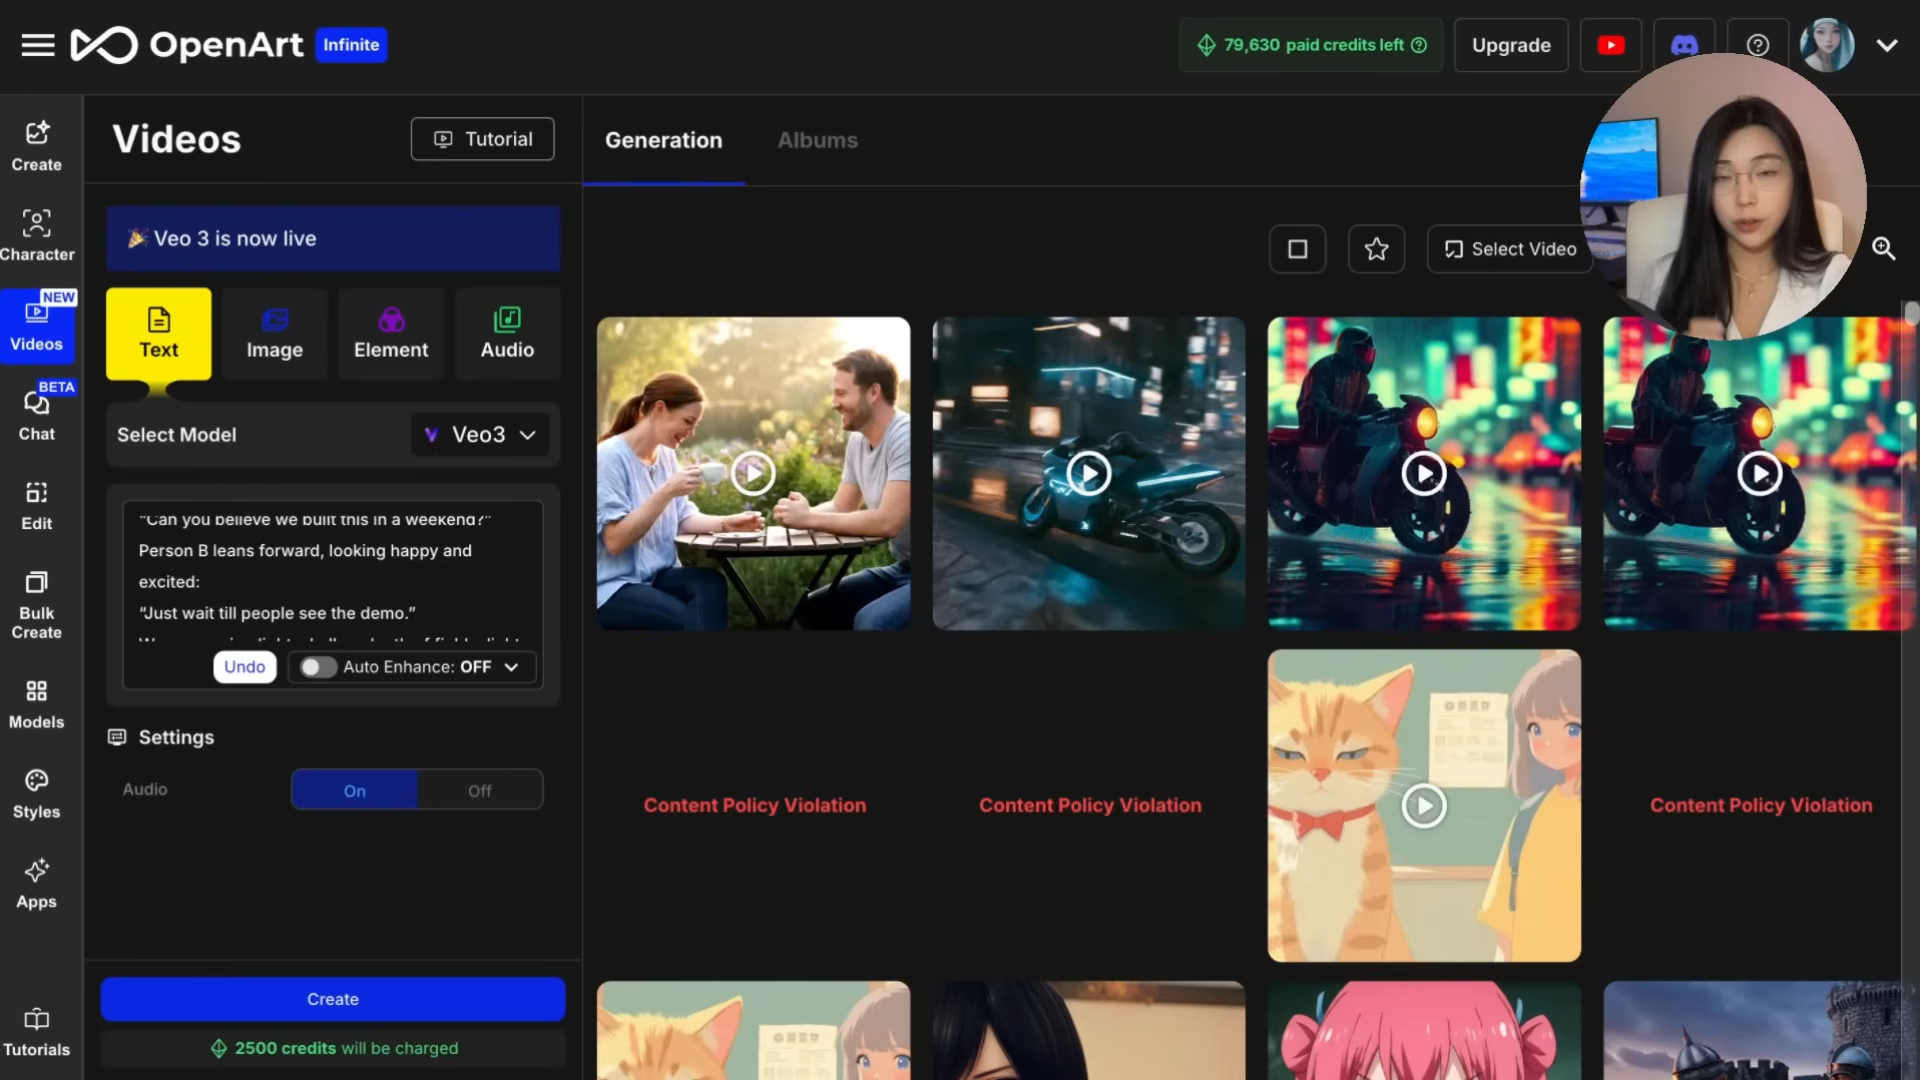 OpenArt
Infinite
79,630 paid credits left
Upgrade
Create
Character
NEW
Videos
BETA
Chat
Edit
Bulk
Create
Models
Styles
Apps
Tutorials
Videos
Tutorial
🎉 Veo 3 is now live
Text
Image
Element
Audio
Select Model
Veo3
“Can you believe we built this in a weekend?”
Person B leans forward, looking happy and
excited:
“Just wait till people see the demo.”
Undo
Auto Enhance: OFF
Settings
Audio
On
Off
Create
2500 credits will be charged
Generation
Albums
Select Video
Content Policy Violation
Content Policy Violation
Content Policy Violation